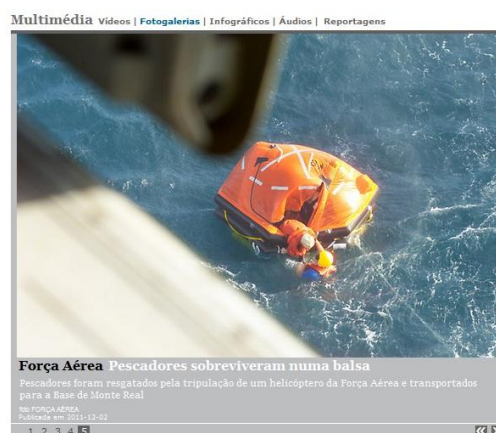 Multimédia Vídeos | Fotogalerias | Infográficos | Áudios | Reportagens
Força Aérea Pescadores sobreviveram numa balsa
Pescadores foram resgatados pela tripulação de um helicóptero da Força Aérea e transportados
para a Base de Monte Real
foto FORÇA AÉREA
Publicada em 2011-12-02
1 2 3 4 5